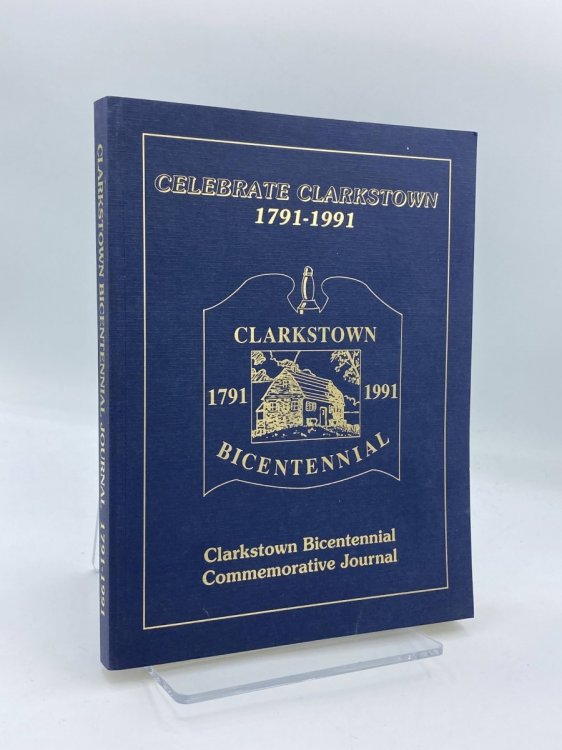 CLARKSTOWN BICENTENNIAL JOURNAL 1791-1991
CELEBRATE CLARKSTOWN
1791-1991
CLARKSTOWN
1791 1991
BICENTENNIAL
Clarkstown Bicentennial
Commemorative Journal